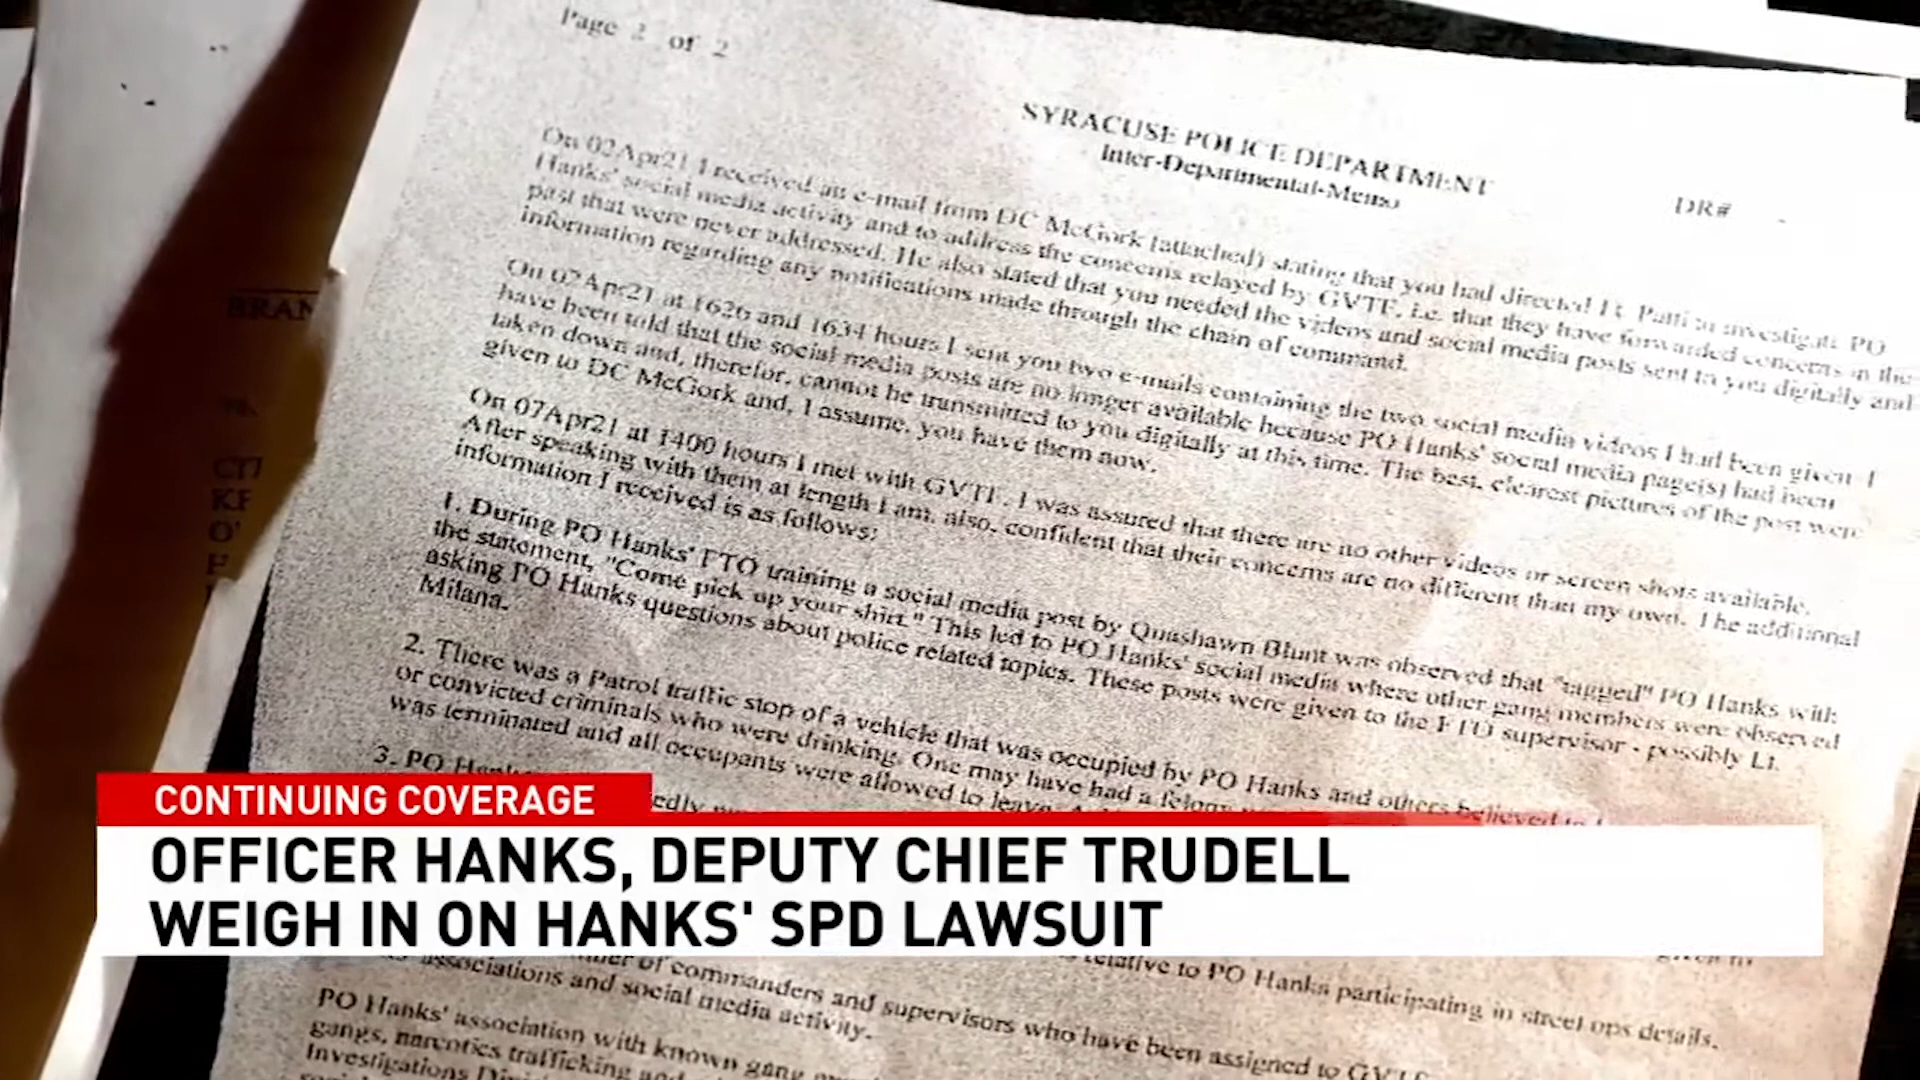 Page 2 of 2
SYRACUSE POLICE DEPARTMENT
Inter-Departmental-Memo
DR# -
On 02Apr21 I received an e-mail from DC McGork (attached) stating that you had directed Lt. Patti to investigate PO
Hanks' social media activity and to address the concerns relayed by GVTF, i.e. that they have forwarded concerns in the
past that were never addressed. He also stated that you needed the videos and social media posts sent to you digitally and
information regarding any notifications made through the chain of command.
On 02Apr21 at 1626 and 1634 hours I sent you two e-mails containing the two social media videos I had been given. I
have been told that the social media posts are no longer available because PO Hanks' social media page(s) had been
taken down and, therefor, cannot be transmitted to you digitally at this time. The best, clearest pictures of the post were
given to DC McGork and, I assume, you have them now.
On 07Apr21 at 1400 hours I met with GVTF. I was assured that there are no other videos or screen shots available.
After speaking with them at length I am, also, confident that their concerns are no different than my own. The additional
information I received is as follows:
1. During PO Hanks' FTO training a social media post by Quashawn Blunt was observed that "tagged" PO Hanks with
the statement, "Come pick up your shirt." This led to PO Hanks' social media where other gang members were observed
asking PO Hanks questions about police related topics. These posts were given to the FTO supervisor - possibly Lt.
Milana.
2. There was a Patrol traffic stop of a vehicle that was occupied by PO Hanks and others believed to
or convicted criminals who were drinking. One may have had a felony
was terminated and all occupants were allowed to leave.
3. PO Hanks
BRAN
KE
O'
CONTINUING COVERAGE
OFFICER HANKS, DEPUTY CHIEF TRUDELL
WEIGH IN ON HANKS' SPD LAWSUIT
given to
relative to PO Hanks participating in street ops details.
of commanders and supervisors who have been assigned to GVTF
associations and social media activity.
PO Hanks' association with known gang
gangs, narcotics trafficking and
Investigations